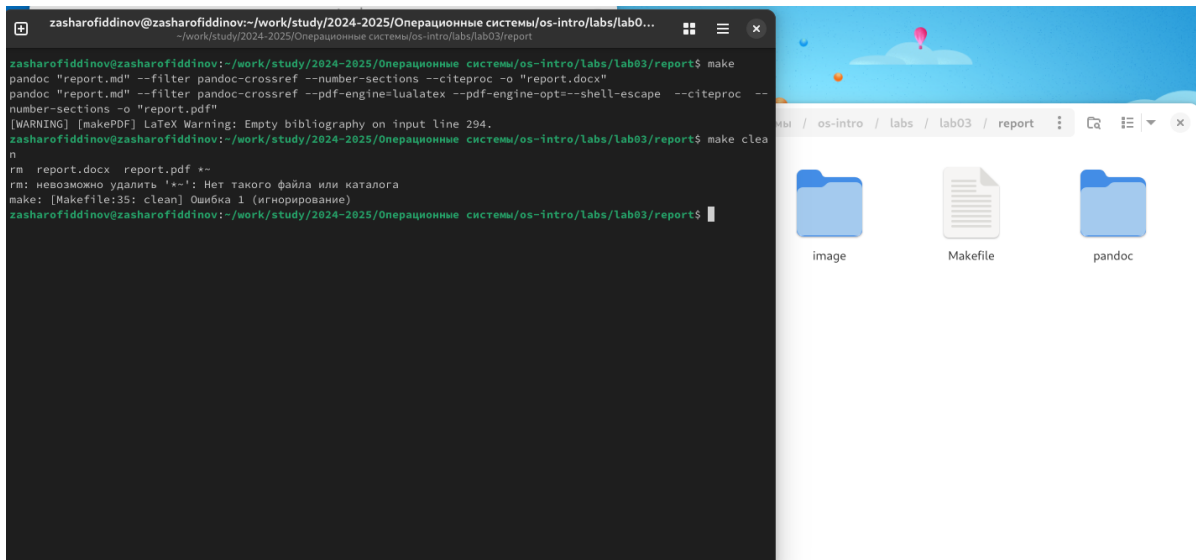 zasharofiddinov@zasharofiddinov:~/work/study/2024-2025/Операционные системы/os-intro/labs/lab0...
~/work/study/2024-2025/Операционные системы/os-intro/labs/lab03/report
zasharofiddinov@zasharofiddinov:~/work/study/2024-2025/Операционные системы/os-intro/labs/lab03/report$ make
pandoc "report.md" --filter pandoc-crossref --number-sections --citeproc -o "report.docx"
pandoc "report.md" --filter pandoc-crossref --pdf-engine=lualatex --pdf-engine-opt=--shell-escape  --citeproc  --
number-sections -o "report.pdf"
[WARNING] [makePDF] LaTeX Warning: Empty bibliography on input line 294.
zasharofiddinov@zasharofiddinov:~/work/study/2024-2025/Операционные системы/os-intro/labs/lab03/report$ make clea
n
rm  report.docx  report.pdf *~
rm: невозможно удалить '*~': Нет такого файла или каталога
make: [Makefile:35: clean] Ошибка 1 (игнорирование)
zasharofiddinov@zasharofiddinov:~/work/study/2024-2025/Операционные системы/os-intro/labs/lab03/report$
мы / os-intro / labs / lab03 / report
image
Makefile
pandoc